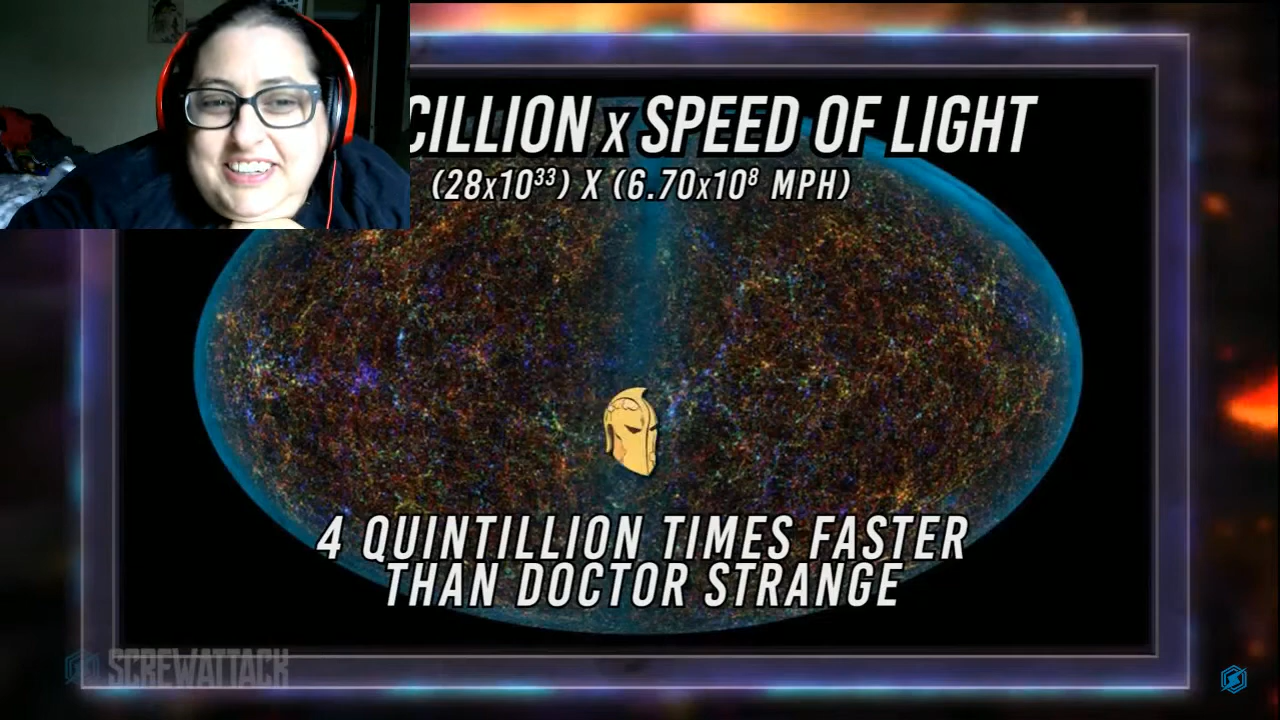 CILLION x SPEED OF LIGHT
(28x10³³) X (6.70x10⁸ MPH)
4 QUINTILLION TIMES FASTER
THAN DOCTOR STRANGE
SCREWATTACK